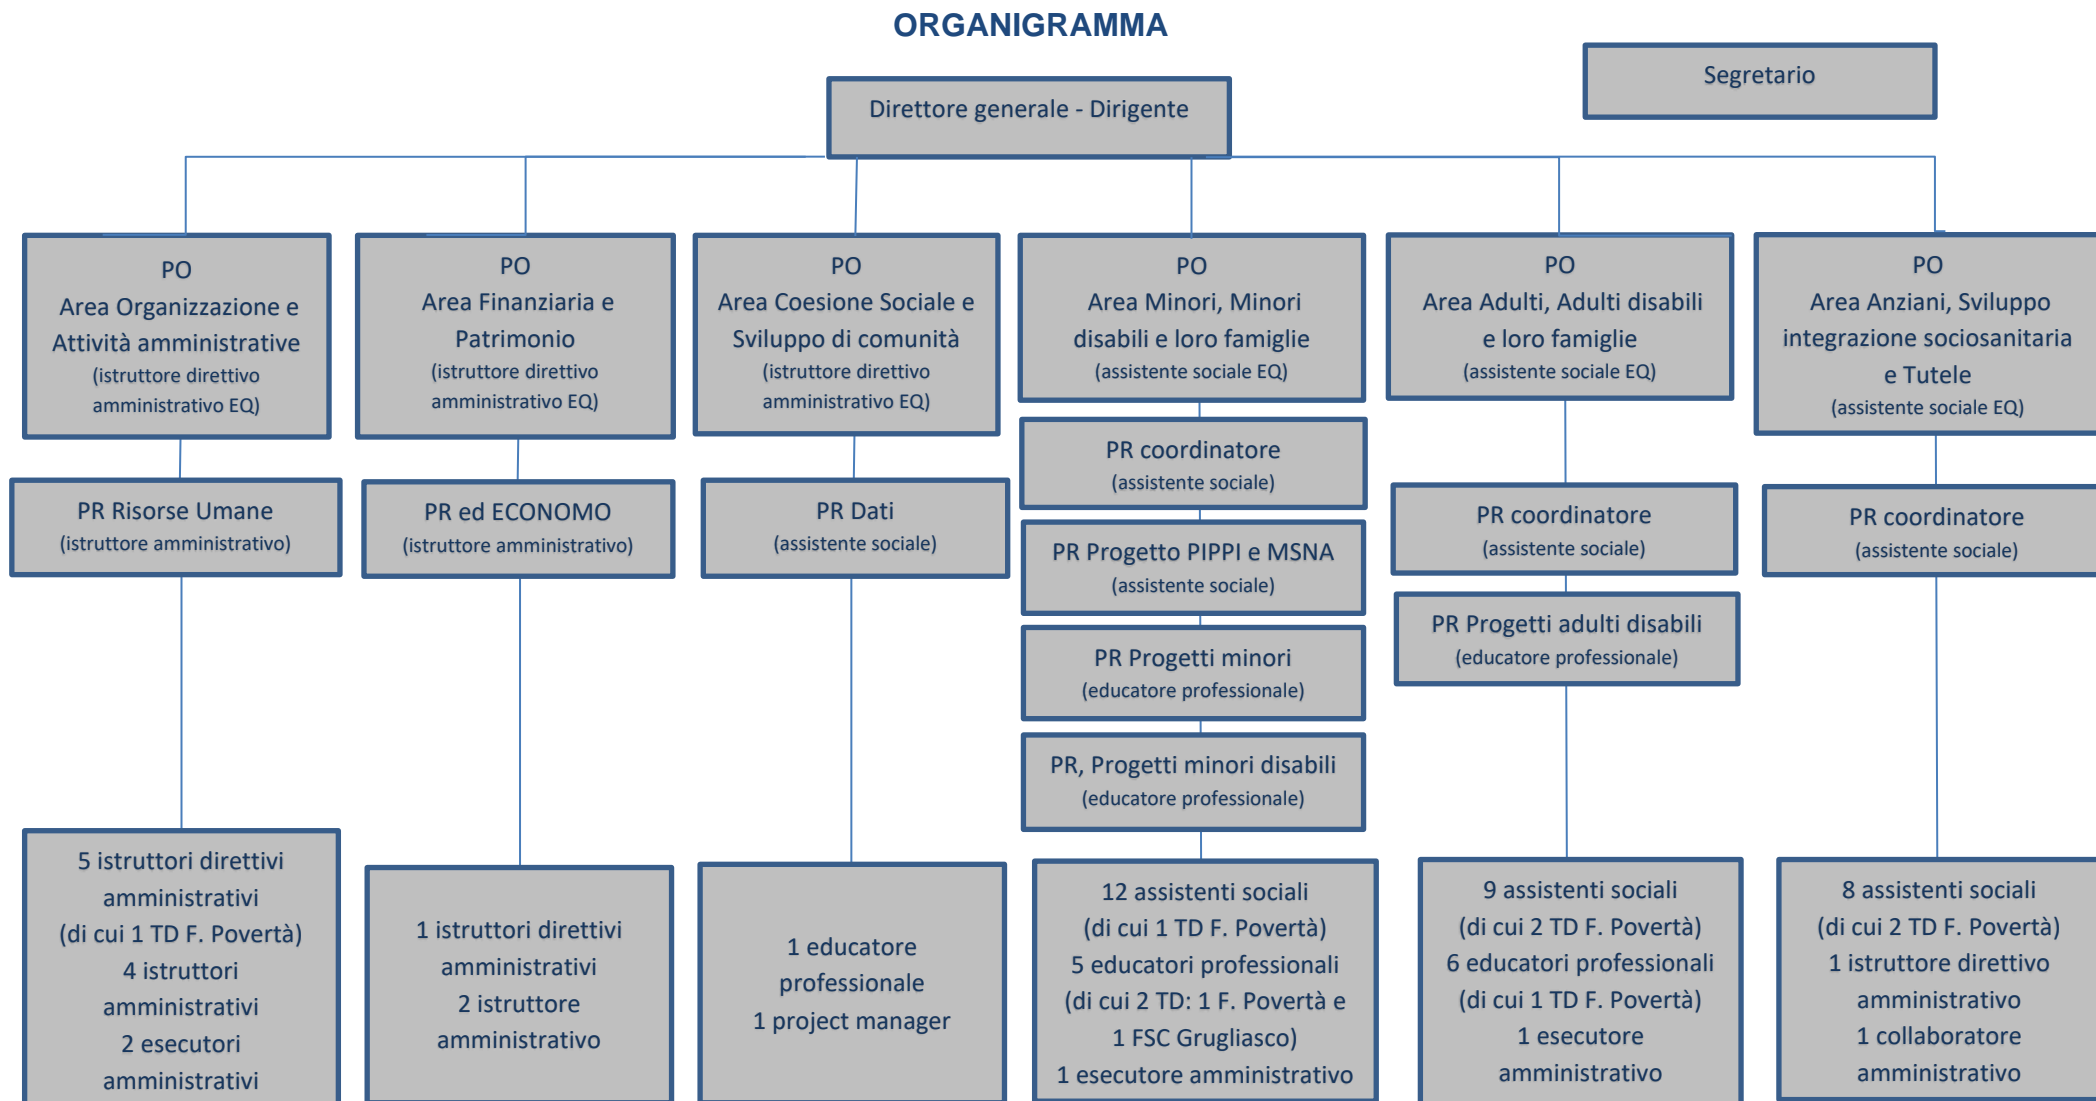 ORGANIGRAMMA
Segretario
Direttore generale - Dirigente
PO
Area Organizzazione e
Attività amministrative
(istruttore direttivo
amministrativo EQ)
PO
Area Finanziaria e
Patrimonio
(istruttore direttivo
amministrativo EQ)
PO
Area Coesione Sociale e
Sviluppo di comunità
(istruttore direttivo
amministrativo EQ)
PO
Area Minori, Minori
disabili e loro famiglie
(assistente sociale EQ)
PO
Area Adulti, Adulti disabili
e loro famiglie
(assistente sociale EQ)
PO
Area Anziani, Sviluppo
integrazione sociosanitaria
e Tutele
(assistente sociale EQ)
PR Risorse Umane
(istruttore amministrativo)
PR ed ECONOMO
(istruttore amministrativo)
PR Dati
(assistente sociale)
PR coordinatore
(assistente sociale)
PR Progetto PIPPI e MSNA
(assistente sociale)
PR Progetti minori
(educatore professionale)
PR, Progetti minori disabili
(educatore professionale)
PR coordinatore
(assistente sociale)
PR Progetti adulti disabili
(educatore professionale)
PR coordinatore
(assistente sociale)
5 istruttori direttivi
amministrativi
(di cui 1 TD F. Povertà)
4 istruttori
amministrativi
2 esecutori
amministrativi
1 istruttori direttivi
amministrativi
2 istruttore
amministrativo
1 educatore
professionale
1 project manager
12 assistenti sociali
(di cui 1 TD F. Povertà)
5 educatori professionali
(di cui 2 TD: 1 F. Povertà e
1 FSC Grugliasco)
1 esecutore amministrativo
9 assistenti sociali
(di cui 2 TD F. Povertà)
6 educatori professionali
(di cui 1 TD F. Povertà)
1 esecutore
amministrativo
8 assistenti sociali
(di cui 2 TD F. Povertà)
1 istruttore direttivo
amministrativo
1 collaboratore
amministrativo